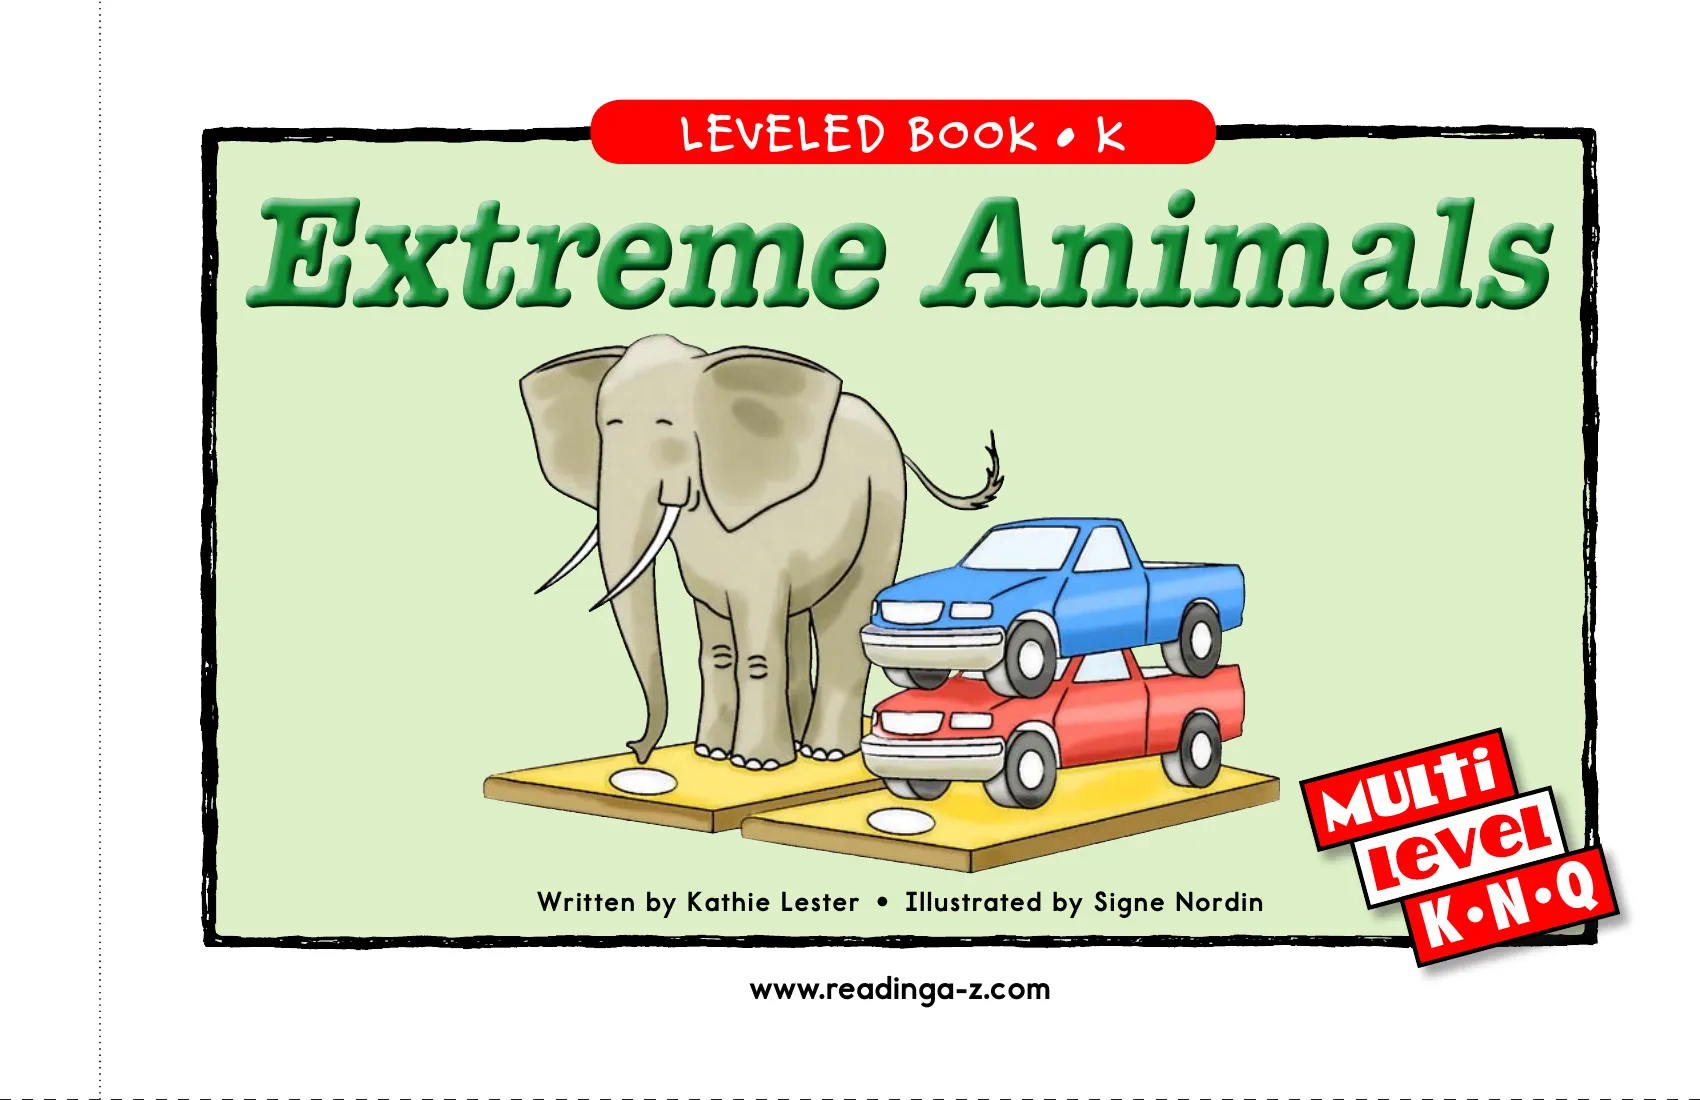 LEVELED BOOK • K
Extreme Animals
MULTI
LEVEL
K•N•Q
Written by Kathie Lester • Illustrated by Signe Nordin
www.readinga-z.com